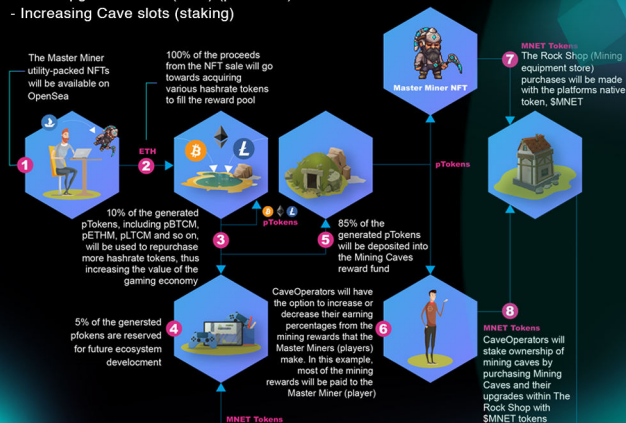 - Increasing Cave slots (staking)
The Master Miner
utility-packed NFTs
will be available on
OpenSea
100% of the proceeds
from the NFT sale will go
towards acquiring
various hashrate tokens
to fill the reward pool
Master Miner NFT
MNET Tokens
7
The Rock Shop (Mining
equipment store)
purchases will be made
with the platforms native
token, $MNET
1
ETH
2
pTokens
10% of the generated
pTokens, including pBTCM,
pETHM, pLTCM and so on,
will be used to repurchase
more hashrate tokens, thus
increasing the value of the
gaming economy
3
pTokens
5
85% of the
generated pTokens
will be deposited into
the Mining Caves
reward fund
5% of the generated
pfokens are reserved
for future ecosystem
develocment
4
CaveOperators will have
the option to increase or
decrease their earning
percentages from the
mining rewards that the
Master Miners (players)
make. In this example,
most of the mining
rewards will be paid to the
Master Miner (player)
6
8
MNET Tokens
CaveOperators will
stake ownership of
mining caves by
purchasing Mining
Caves and their
upgrades within The
Rock Shop with
$MNET tokens
MNET Tokens